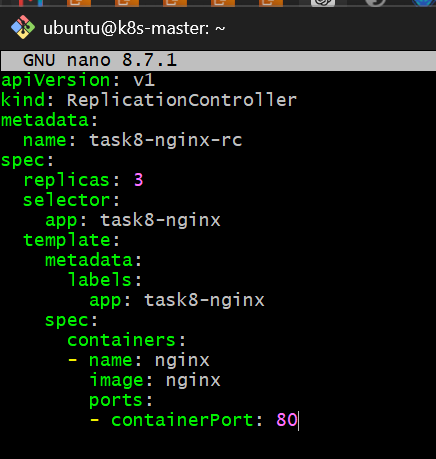 ubuntu@k8s-master: ~
GNU nano 8.7.1
apiVersion: v1
kind: ReplicationController
metadata:
  name: task8-nginx-rc
spec:
  replicas: 3
  selector:
    app: task8-nginx
  template:
    metadata:
      labels:
        app: task8-nginx
    spec:
      containers:
      - name: nginx
        image: nginx
        ports:
        - containerPort: 80